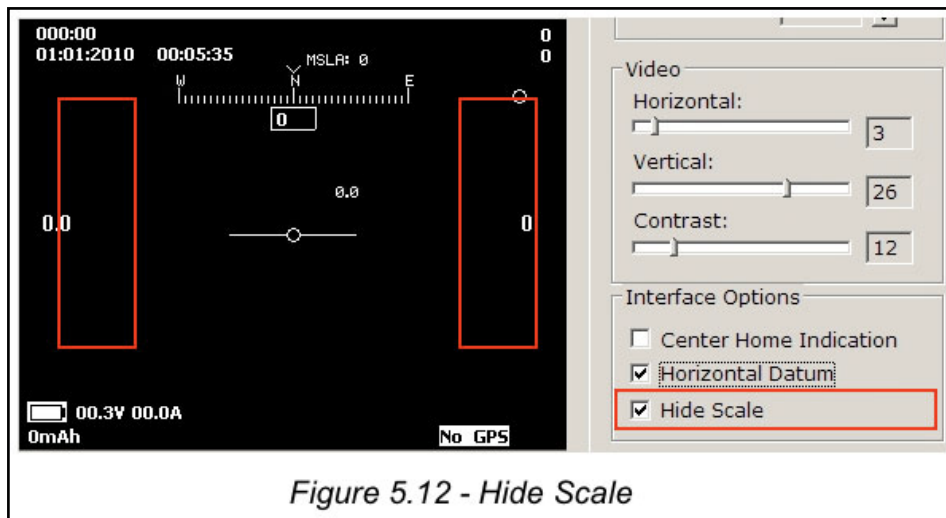 000:00 0
01:01:2010 00:05:35 0
MSLA: 0
W N E
0
0.0
0.0 0
00.3V 00.0A
0mAh No GPS
Video
Horizontal:
3
Vertical:
26
Contrast:
12
Interface Options
Center Home Indication
Horizontal Datum
Hide Scale
Figure 5.12 - Hide Scale